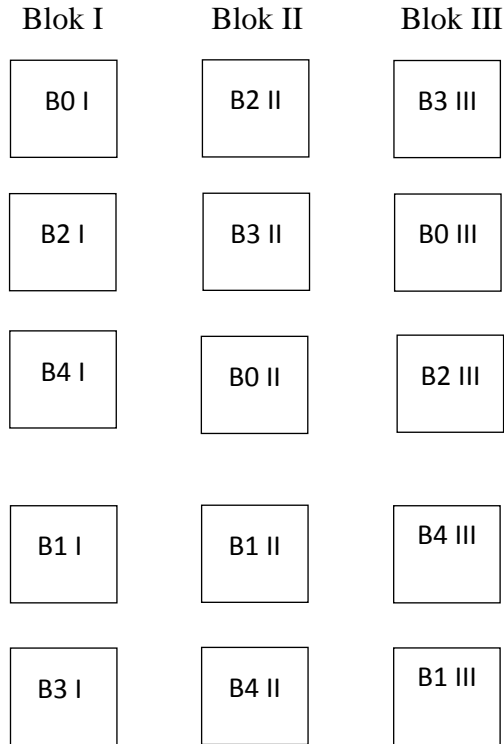 Blok I Blok II Blok III
B0 I B2 II B3 III
B2 I B3 II B0 III
B4 I B0 II B2 III
B1 I B1 II B4 III
B3 I B4 II B1 III